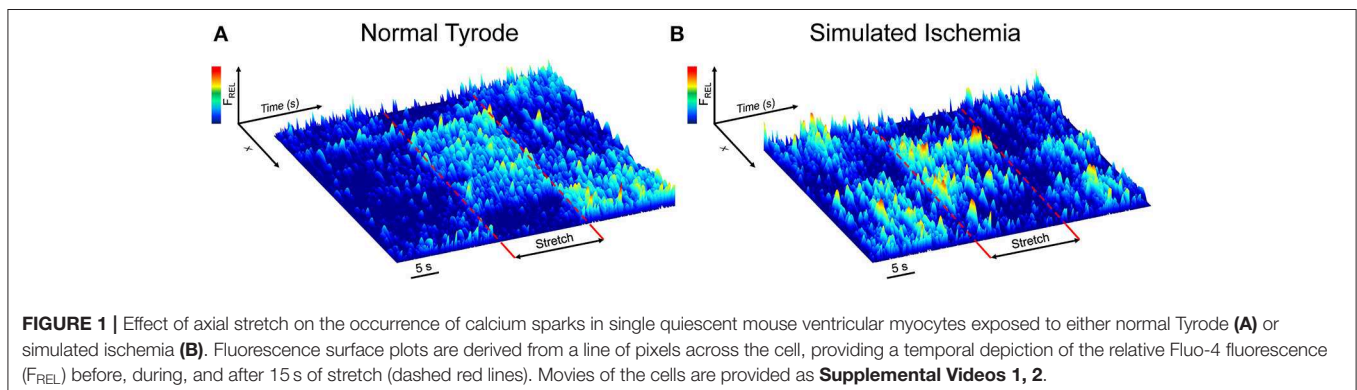 A
Normal Tyrode
B
Simulated Ischemia
FREL
Time (s)
x
5 s
Stretch
FREL
Time (s)
x
5 s
Stretch
FIGURE 1 | Effect of axial stretch on the occurrence of calcium sparks in single quiescent mouse ventricular myocytes exposed to either normal Tyrode (A) or
simulated ischemia (B). Fluorescence surface plots are derived from a line of pixels across the cell, providing a temporal depiction of the relative Fluo-4 fluorescence
(FREL) before, during, and after 15 s of stretch (dashed red lines). Movies of the cells are provided as Supplemental Videos 1, 2.